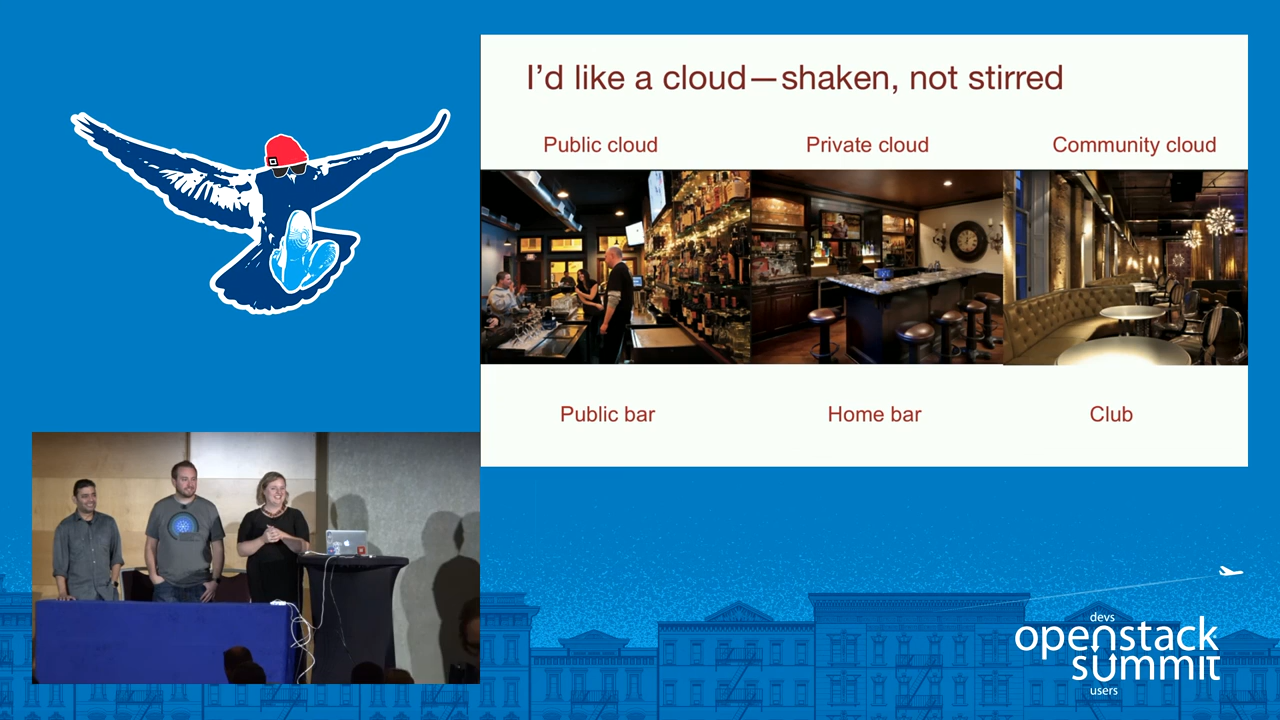 I'd like a cloud—shaken, not stirred
Public cloud
Private cloud
Community cloud
Public bar
Home bar
Club
devs
openstack
summit
users